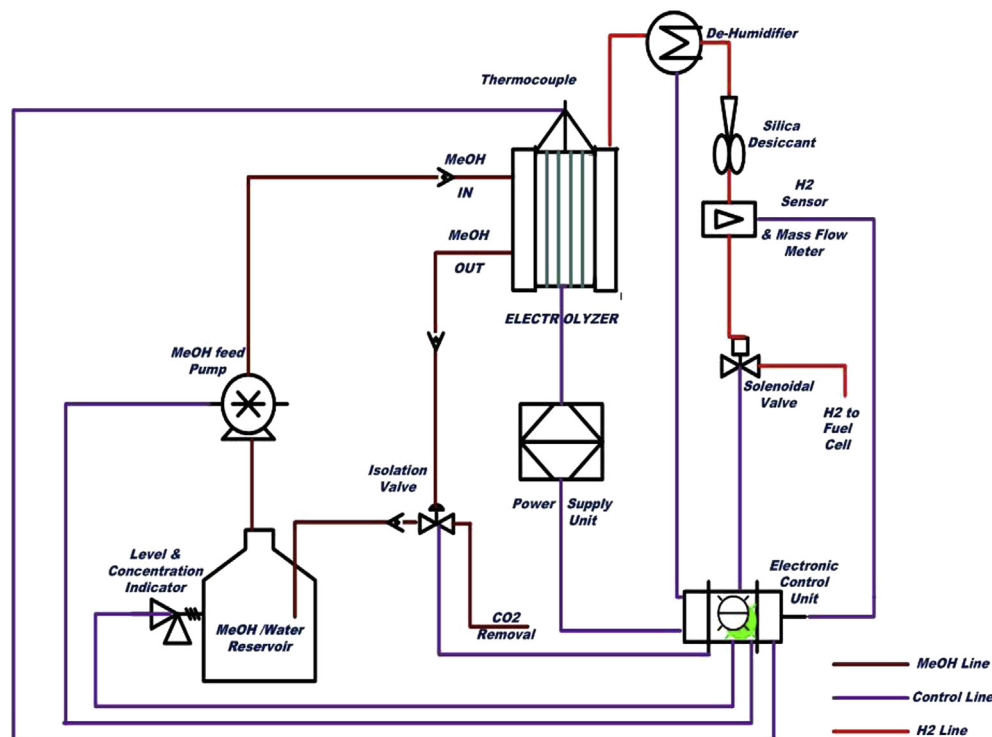 De-Humidifier
Thermocouple
Silica
Desiccant
MeOH
IN
H2
Sensor
& Mass Flow
Meter
MeOH
OUT
ELECTROLYZER
MeOH feed
Pump
Solenoidal
Valve
H2 to
Fuel
Cell
Isolation
Valve
Power Supply
Unit
Level &
Concentration
Indicator
Electronic
Control
Unit
MeOH /Water
Reservoir
CO2
Removal
MeOH Line
Control Line
H2 Line